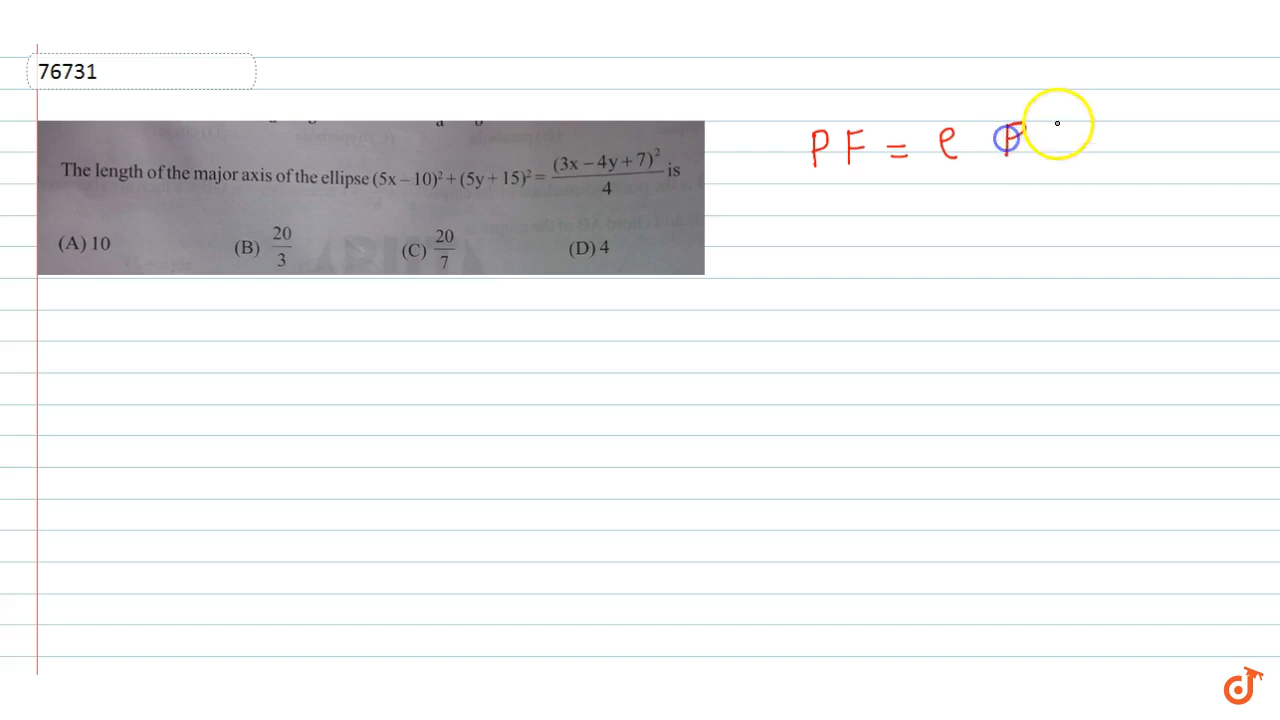 76731
The length of the major axis of the ellipse (5x – 10)² + (5y + 15)² = (3x – 4y + 7)² / 4 is
(A) 10 (B) 20/3 (C) 20/7 (D) 4
PF = e P